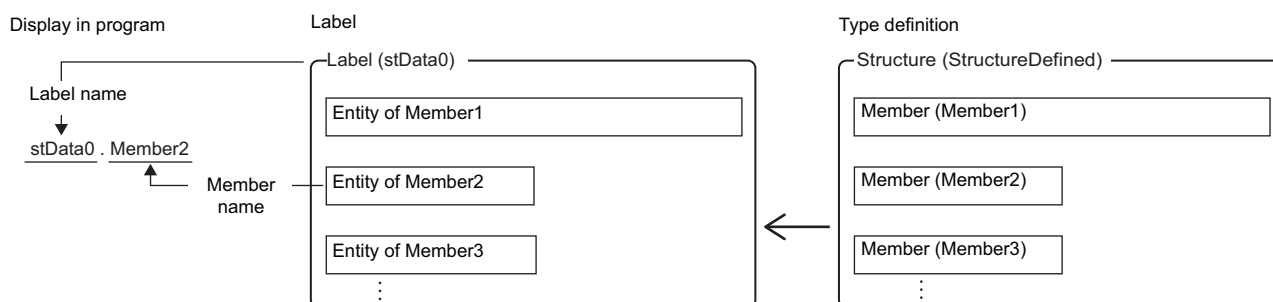 Display in program
Label
Type definition
Label (stData0)
Structure (StructureDefined)
Label name
Entity of Member1
Member (Member1)
stData0 . Member2
Member
name
Entity of Member2
Member (Member2)
Entity of Member3
Member (Member3)